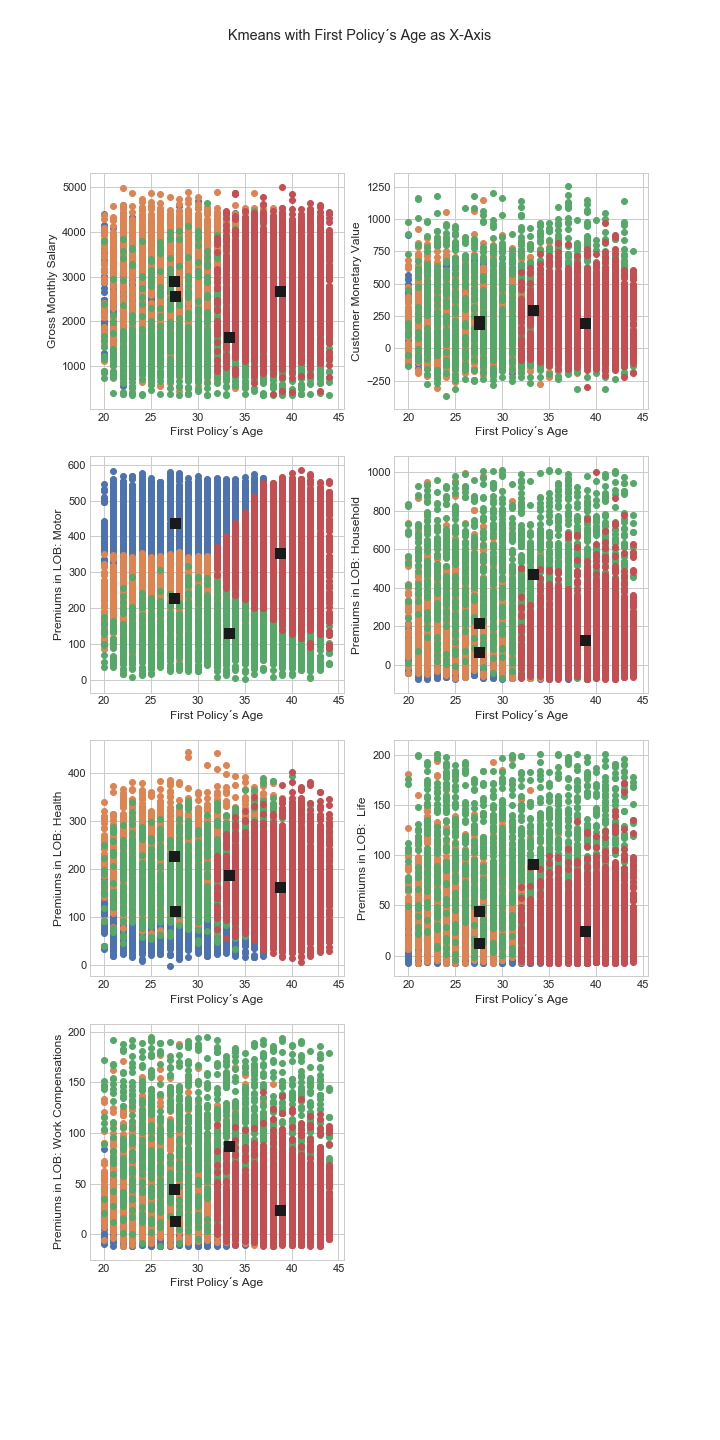 Kmeans with First Policy´s Age as X-Axis
Gross Monthly Salary
5000
4000
3000
2000
1000
20 25 30 35 40 45
First Policy´s Age
Customer Monetary Value
1250
1000
750
500
250
0
−250
20 25 30 35 40 45
First Policy´s Age
Premiums in LOB: Motor
600
500
400
300
200
100
0
20 25 30 35 40 45
First Policy´s Age
Premiums in LOB: Household
1000
800
600
400
200
0
20 25 30 35 40 45
First Policy´s Age
Premiums in LOB: Health
400
300
200
100
0
20 25 30 35 40 45
First Policy´s Age
Premiums in LOB:  Life
200
150
100
50
0
20 25 30 35 40 45
First Policy´s Age
Premiums in LOB: Work Compensations
200
150
100
50
0
20 25 30 35 40 45
First Policy´s Age